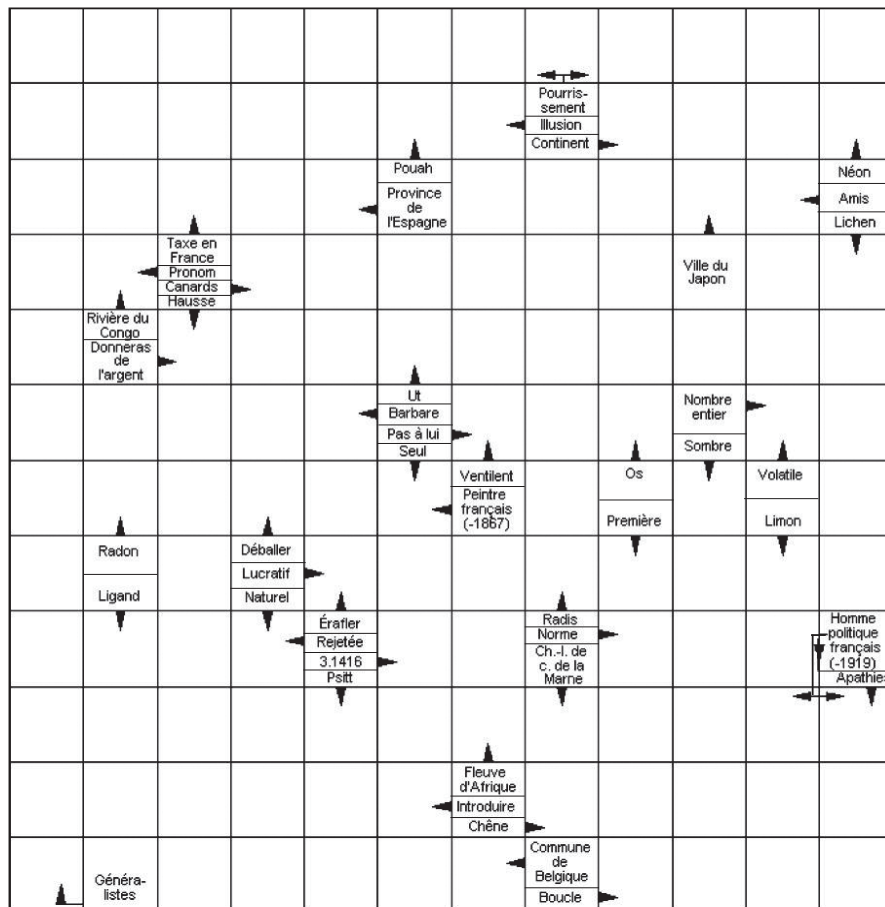 Pourris-
sement
Illusion
Continent
Pouah
Province
de
l'Espagne
Néon
Amis
Lichen
Taxe en
France
Pronom
Canards
Hausse
Ville du
Japon
Rivière du
Congo
Donneras
de
l'argent
Ut
Barbare
Pas à lui
Seul
Nombre
entier
Sombre
Ventilent
Peintre
français
(-1867)
Os
Première
Volatile
Limon
Radon
Ligand
Déballer
Lucratif
Naturel
Érafler
Rejetée
3.1416
Psitt
Radis
Norme
Ch.-l. de
c. de la
Marne
Homme
politique
français
(-1919)
Apathies
Fleuve
d'Afrique
Introduire
Chêne
Commune
de
Belgique
Boucle
Généra-
listes